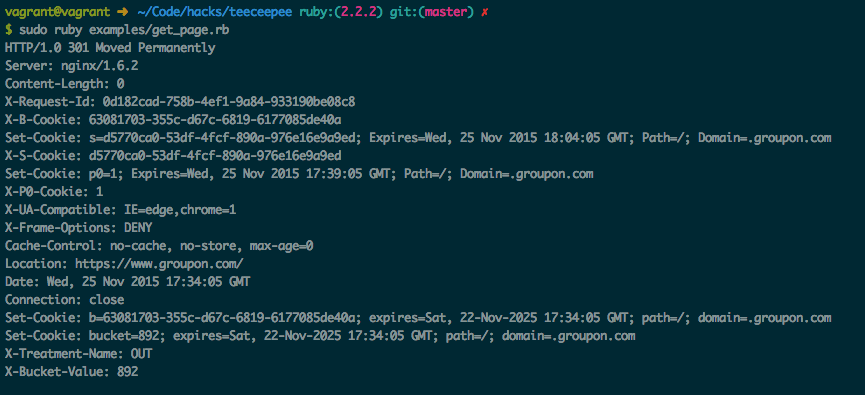 vagrant@vagrant ➜ ~/Code/hacks/teeceepee ruby:(2.2.2) git:(master) ✗
$ sudo ruby examples/get_page.rb
HTTP/1.0 301 Moved Permanently
Server: nginx/1.6.2
Content-Length: 0
X-Request-Id: 0d182cad-758b-4ef1-9a84-933190be08c8
X-B-Cookie: 63081703-355c-d67c-6819-6177085de40a
Set-Cookie: s=d5770ca0-53df-4fcf-890a-976e16e9a9ed; Expires=Wed, 25 Nov 2015 18:04:05 GMT; Path=/; Domain=.groupon.com
X-S-Cookie: d5770ca0-53df-4fcf-890a-976e16e9a9ed
Set-Cookie: p0=1; Expires=Wed, 25 Nov 2015 17:39:05 GMT; Path=/; Domain=.groupon.com
X-P0-Cookie: 1
X-UA-Compatible: IE=edge,chrome=1
X-Frame-Options: DENY
Cache-Control: no-cache, no-store, max-age=0
Location: https://www.groupon.com/
Date: Wed, 25 Nov 2015 17:34:05 GMT
Connection: close
Set-Cookie: b=63081703-355c-d67c-6819-6177085de40a; expires=Sat, 22-Nov-2025 17:34:05 GMT; path=/; domain=.groupon.com
Set-Cookie: bucket=892; expires=Sat, 22-Nov-2025 17:34:05 GMT; path=/; domain=.groupon.com
X-Treatment-Name: OUT
X-Bucket-Value: 892